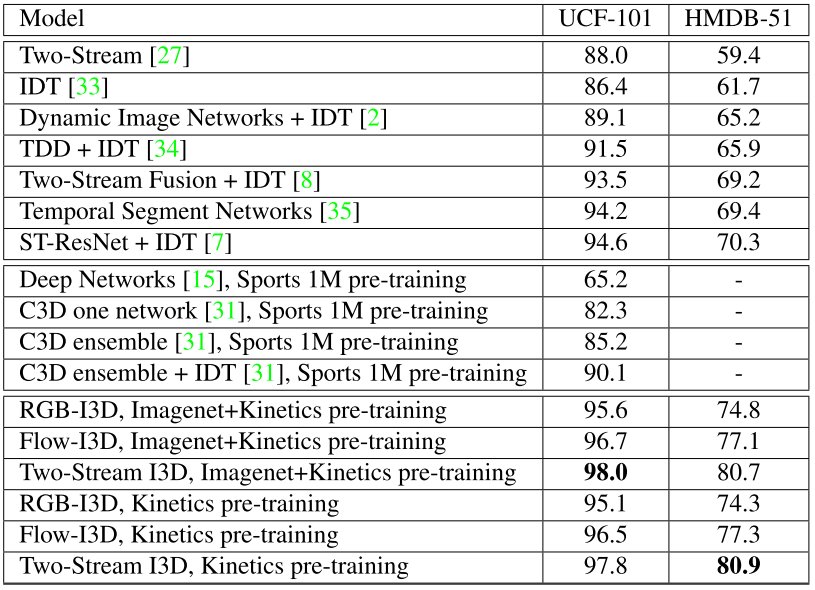 Model UCF-101 HMDB-51
Two-Stream [27] 88.0 59.4
IDT [33] 86.4 61.7
Dynamic Image Networks + IDT [2] 89.1 65.2
TDD + IDT [34] 91.5 65.9
Two-Stream Fusion + IDT [8] 93.5 69.2
Temporal Segment Networks [35] 94.2 69.4
ST-ResNet + IDT [7] 94.6 70.3
Deep Networks [15], Sports 1M pre-training 65.2 -
C3D one network [31], Sports 1M pre-training 82.3 -
C3D ensemble [31], Sports 1M pre-training 85.2 -
C3D ensemble + IDT [31], Sports 1M pre-training 90.1 -
RGB-I3D, Imagenet+Kinetics pre-training 95.6 74.8
Flow-I3D, Imagenet+Kinetics pre-training 96.7 77.1
Two-Stream I3D, Imagenet+Kinetics pre-training 98.0 80.7
RGB-I3D, Kinetics pre-training 95.1 74.3
Flow-I3D, Kinetics pre-training 96.5 77.3
Two-Stream I3D, Kinetics pre-training 97.8 80.9